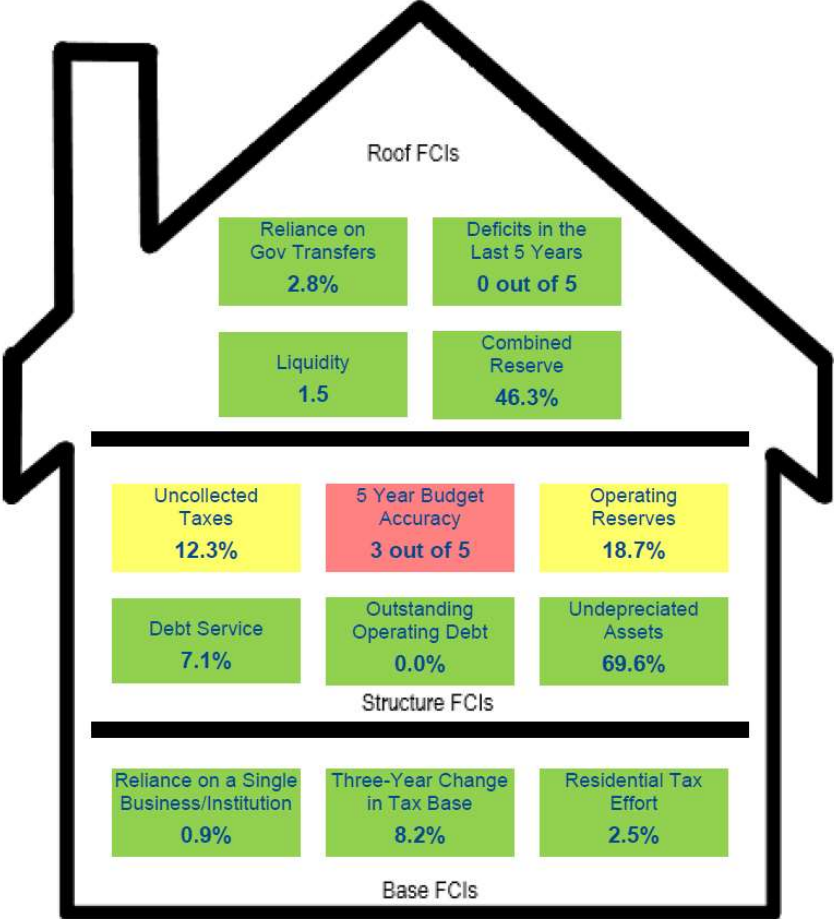 Roof FCIs
Reliance on
Gov Transfers
2.8%
Deficits in the
Last 5 Years
0 out of 5
Liquidity
1.5
Combined
Reserve
46.3%
Uncollected
Taxes
12.3%
5 Year Budget
Accuracy
3 out of 5
Operating
Reserves
18.7%
Debt Service
7.1%
Outstanding
Operating Debt
0.0%
Undepreciated
Assets
69.6%
Structure FCIs
Reliance on a Single
Business/Institution
0.9%
Three-Year Change
in Tax Base
8.2%
Residential Tax
Effort
2.5%
Base FCIs